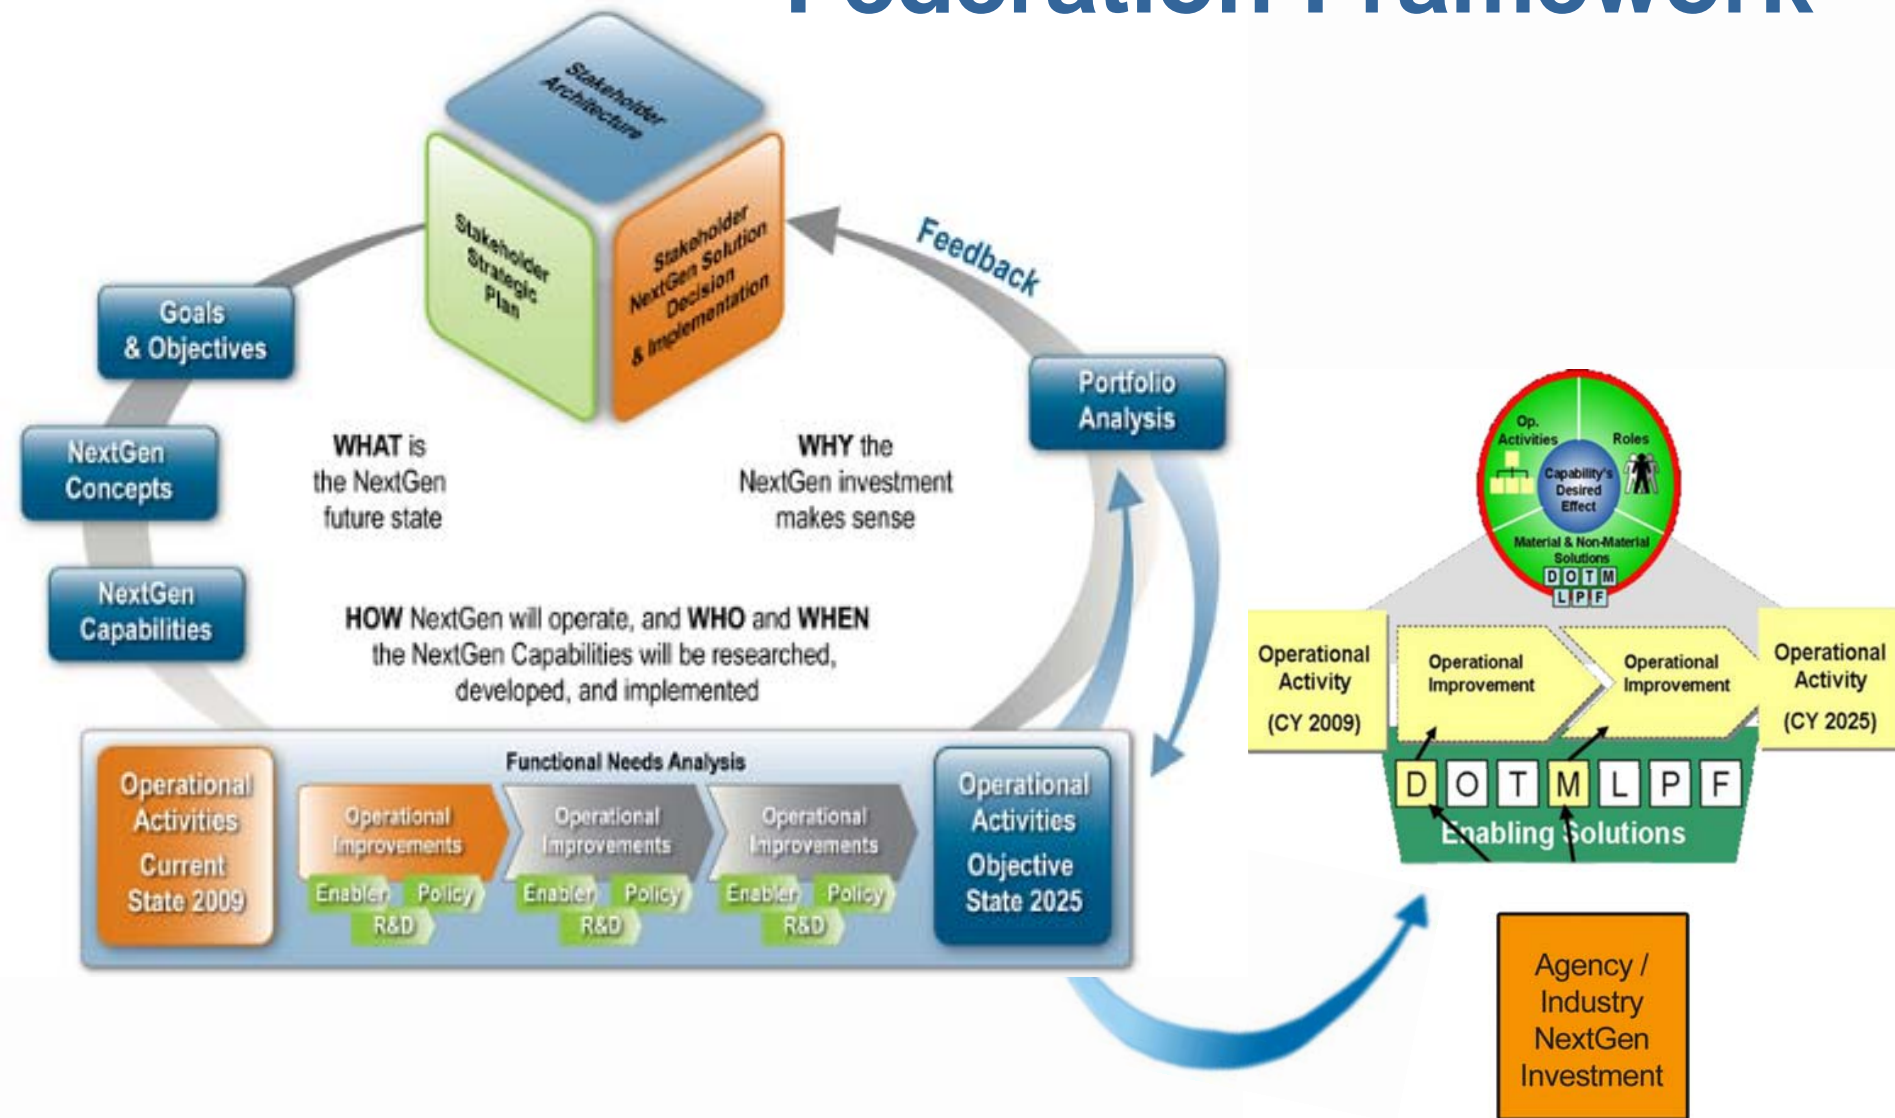 Federation Framework
Stakeholder
Architecture
Stakeholder
Strategic
Plan
Stakeholder
NextGen Solution
Decision
& Implementation
Feedback
Goals
& Objectives
NextGen
Concepts
NextGen
Capabilities
WHAT is
the NextGen
future state
WHY the
NextGen investment
makes sense
HOW NextGen will operate, and WHO and WHEN
the NextGen Capabilities will be researched,
developed, and implemented
Portfolio
Analysis
Functional Needs Analysis
Operational
Activities
Current
State 2009
Operational
Improvements
Enabler
Policy
R&D
Operational
Improvements
Enabler
Policy
R&D
Operational
Improvements
Enabler
Policy
R&D
Operational
Activities
Objective
State 2025
Op.
Activities
Roles
Capability's
Desired
Effect
Material & Non-Material
Solutions
D O T M
L P F
Operational
Activity
(CY 2009)
Operational
Improvement
Operational
Improvement
Operational
Activity
(CY 2025)
D O T M L P F
Enabling Solutions
Agency /
Industry
NextGen
Investment